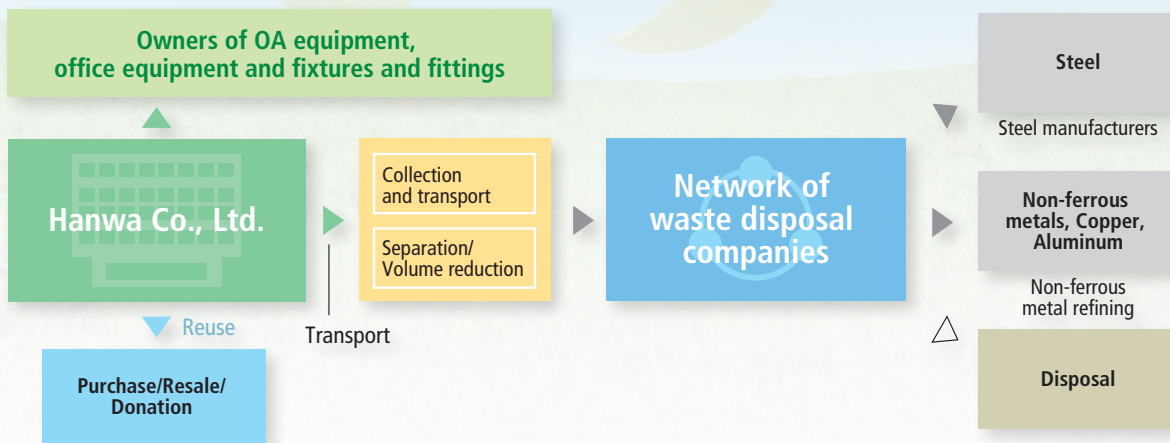 Owners of OA equipment,
office equipment and fixtures and fittings
Hanwa Co., Ltd.
Reuse
Purchase/Resale/
Donation
Transport
Collection
and transport
Separation/
Volume reduction
Network of
waste disposal
companies
Steel
Steel manufacturers
Non-ferrous
metals, Copper,
Aluminum
Non-ferrous
metal refining
Disposal